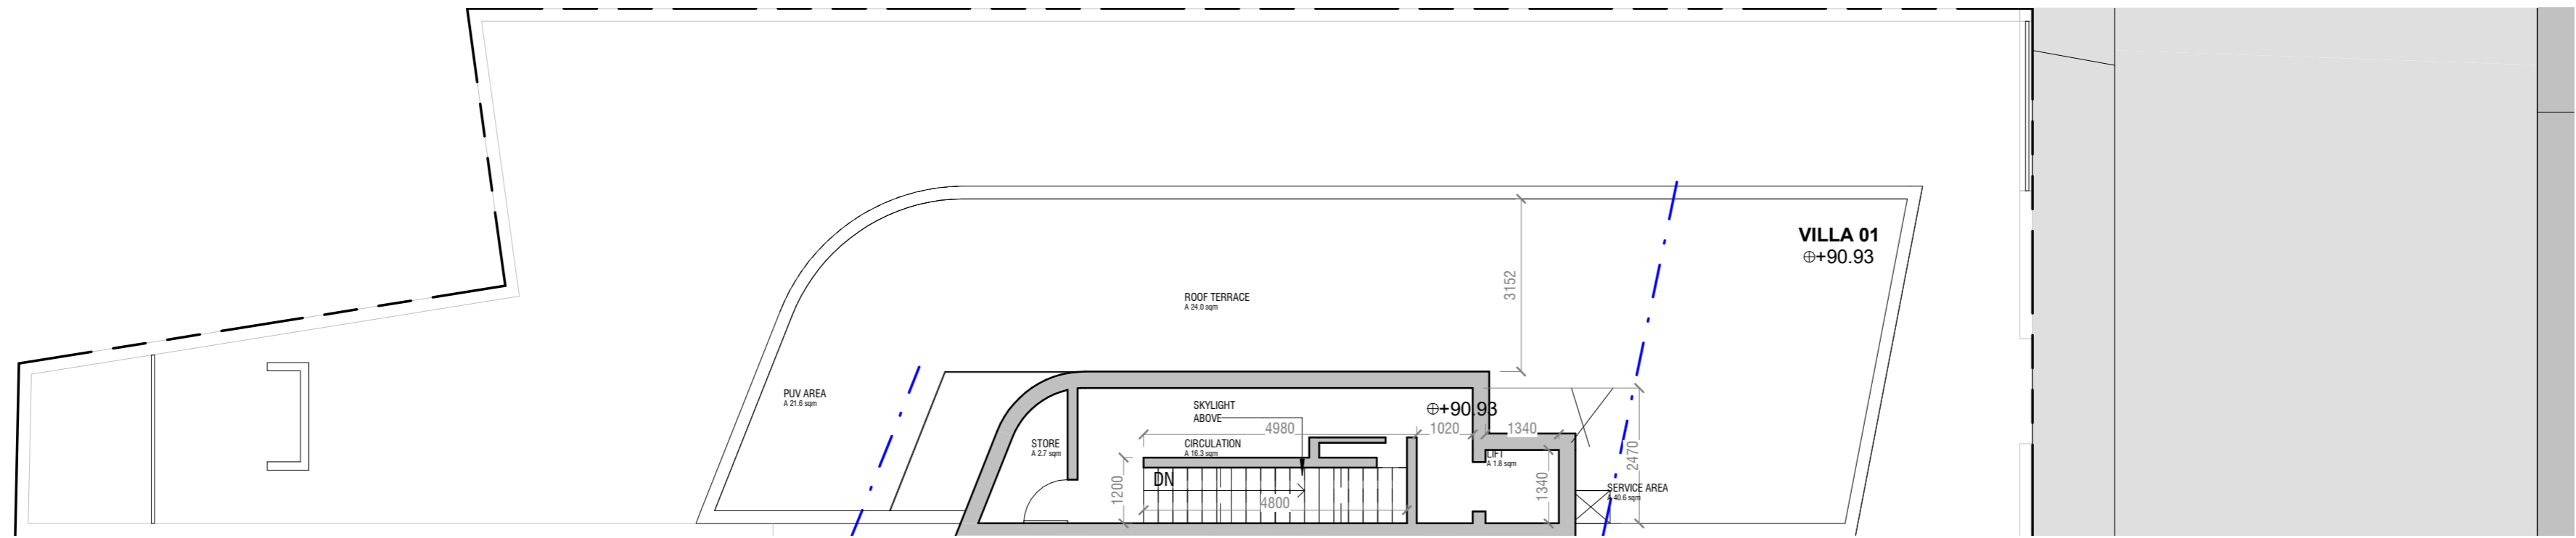 VILLA 01
+90.93
3152
ROOF TERRACE
A 24.0 sqm
PUV AREA
A 21.6 sqm
SKYLIGHT
ABOVE
+90.93
4980
1020
1340
STORE
A 2.7 sqm
CIRCULATION
A 16.3 sqm
LIFT
A 1.8 sqm
2470
DN
1200
4800
1340
SERVICE AREA
A 40.6 sqm